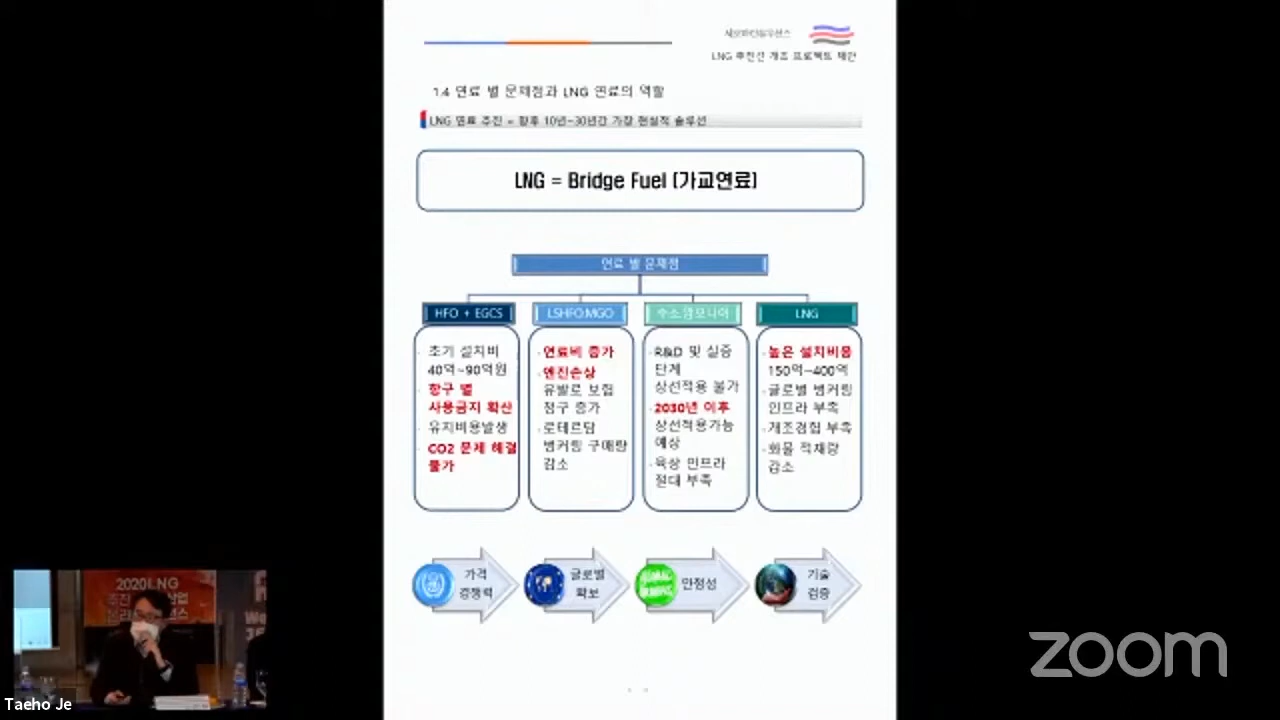 세호마린솔루션스
LNG 추진선 개조 프로젝트 제안
1.4 연료 별 문제점과 LNG 연료의 역할
LNG 연료 추진 = 향후 10년~30년간 가장 현실적 솔루션
LNG = Bridge Fuel (가교연료)
연료 별 문제점
HFO + EGCS
LSHFO.MGO
수소.암모니아
LNG
초기 설치비
40억~90억원
항구 별
사용금지 확산
유지비용발생
CO2 문제 해결
불가
연료비 증가
엔진손상
유발로 보험
청구 증가
로테르담
벙커링 구매량
감소
R&D 및 실증
단계
상선적용 불가
2030년 이후
상선적용가능
예상
육상 인프라
절대 부족
높은 설치비용
150억~400억
글로벌 벙커링
인프라 부족
개조경험 부족
화물 적재량
감소
가격
경쟁력
글로벌
확보
안정성
기술
검증
2020 LNG
Taeho Je
zoom